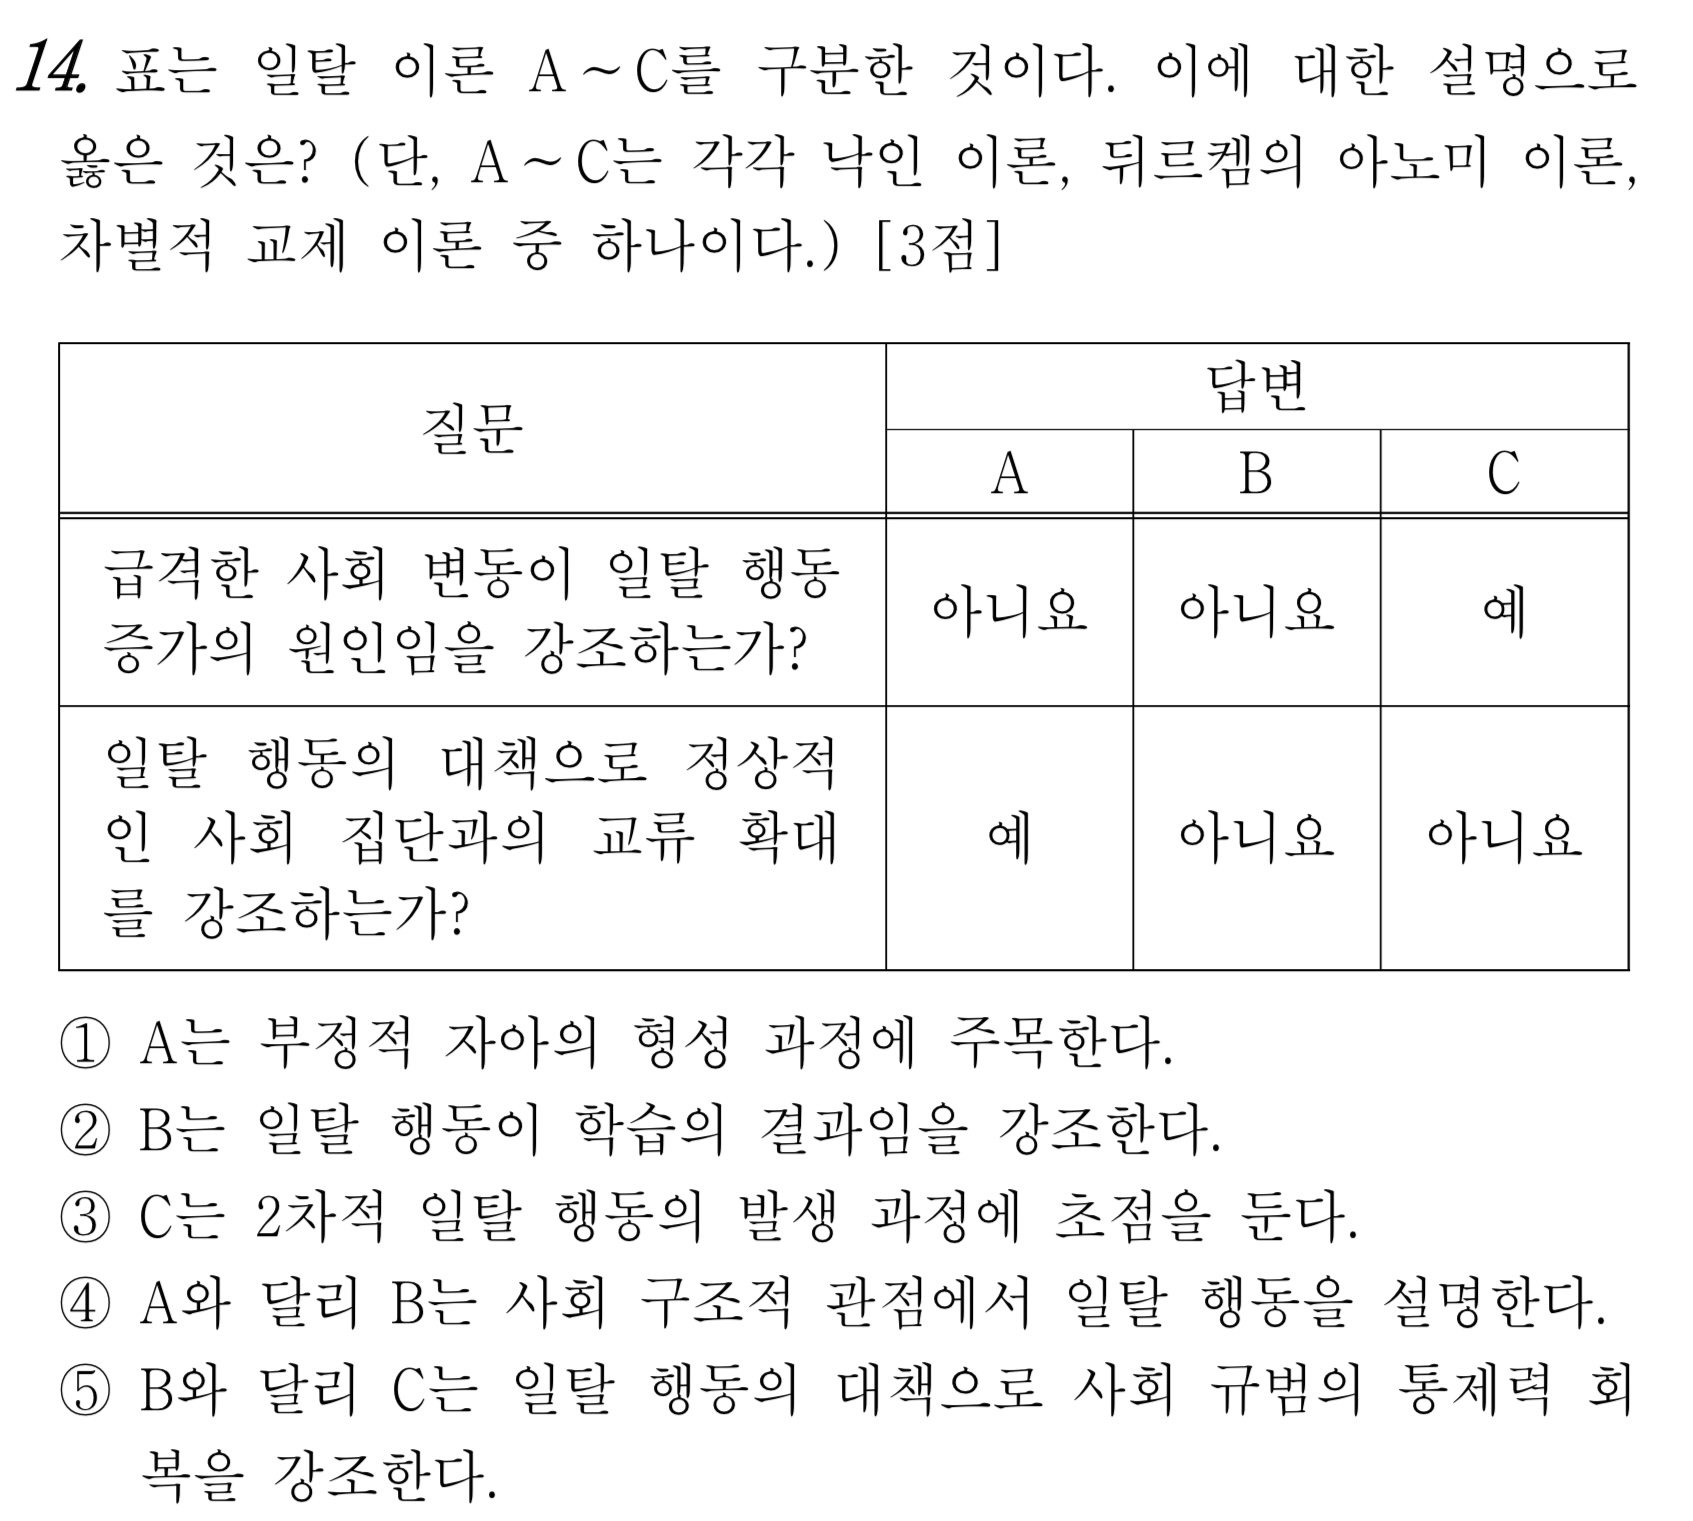 14. 표는 일탈 이론 A~C를 구분한 것이다. 이에 대한 설명으로
옳은 것은? (단, A~C는 각각 낙인 이론, 뒤르켐의 아노미 이론,
차별적 교제 이론 중 하나이다.) [3점]
질문
답변
A B C
급격한 사회 변동이 일탈 행동
증가의 원인임을 강조하는가?
아니요 아니요 예
일탈 행동의 대책으로 정상적
인 사회 집단과의 교류 확대
를 강조하는가?
예 아니요 아니요
① A는 부정적 자아의 형성 과정에 주목한다.
② B는 일탈 행동이 학습의 결과임을 강조한다.
③ C는 2차적 일탈 행동의 발생 과정에 초점을 둔다.
④ A와 달리 B는 사회 구조적 관점에서 일탈 행동을 설명한다.
⑤ B와 달리 C는 일탈 행동의 대책으로 사회 규범의 통제력 회
복을 강조한다.